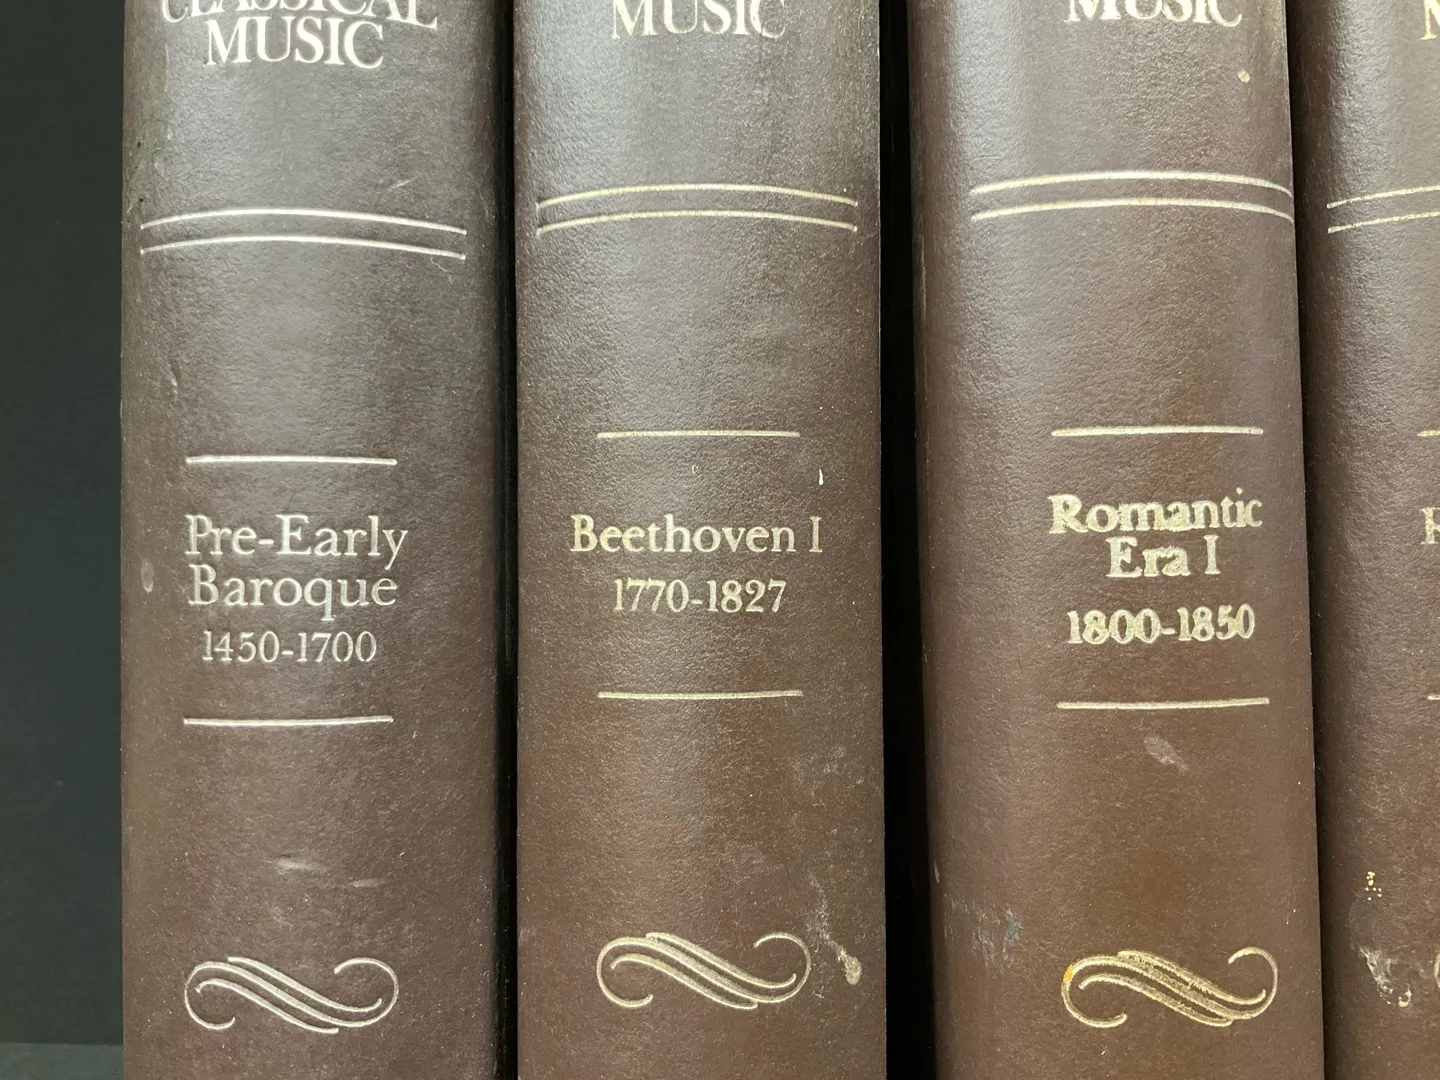 CLASSICAL
MUSIC
Pre-Early
Baroque
1450-1700
MUSIC
Beethoven I
1770-1827
MUSIC
Romantic
Era I
1800-1850